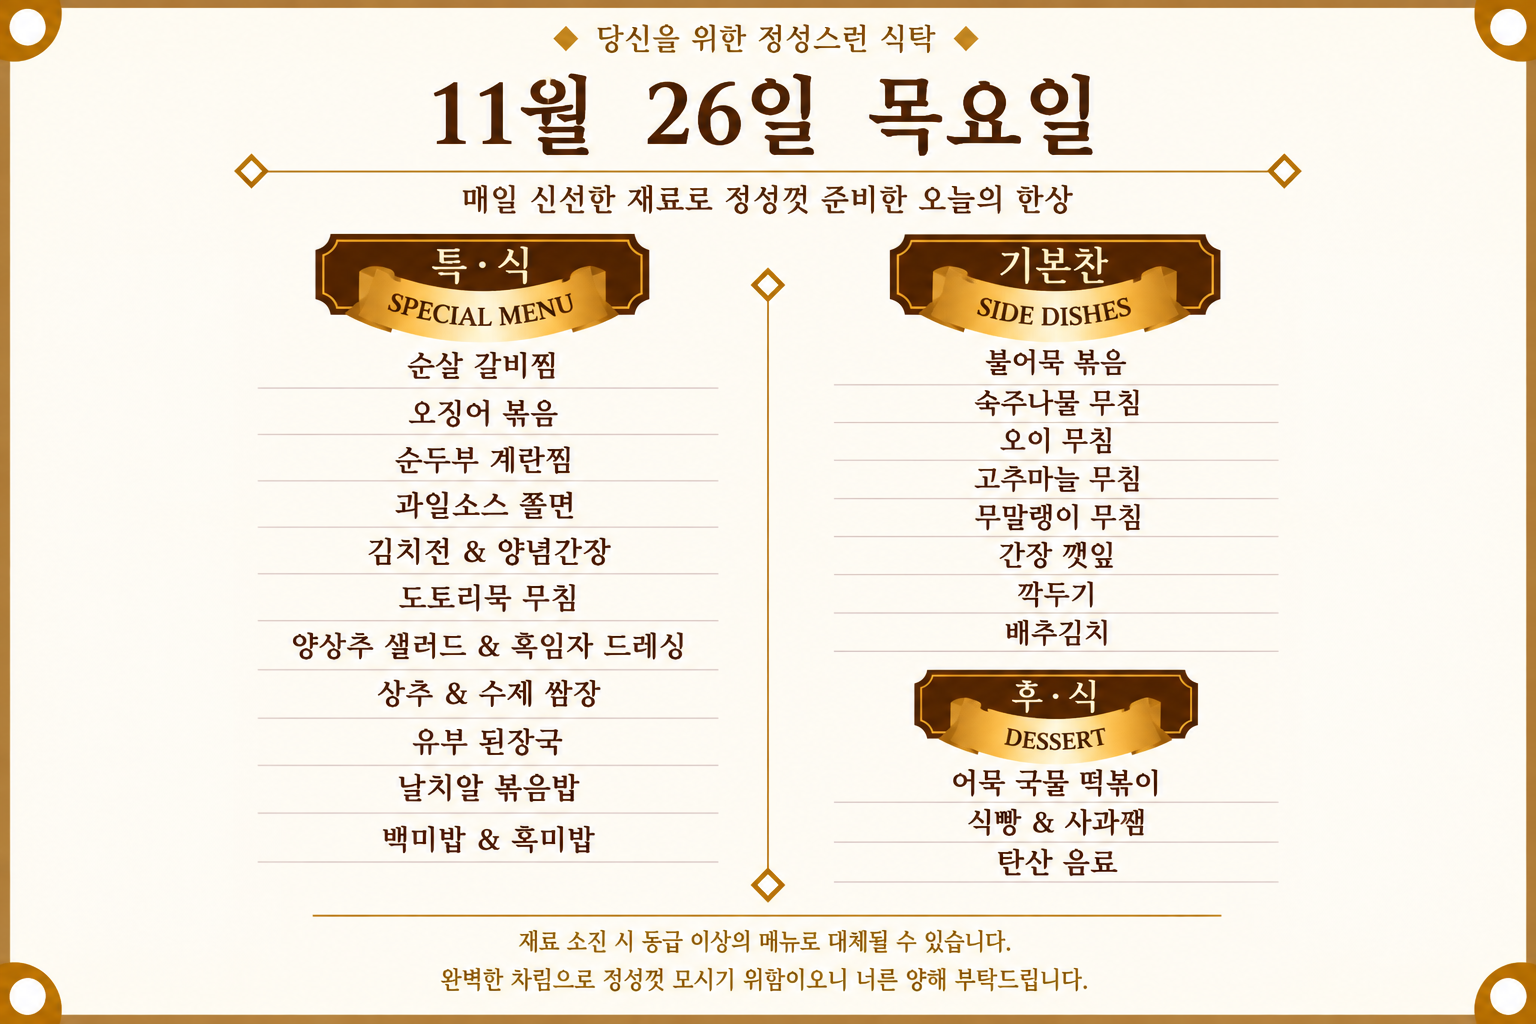 당신을 위한 정성스런 식탁
11월 26일 목요일
매일 신선한 재료로 정성껏 준비한 오늘의 한상
특·식
SPECIAL MENU
순살 갈비찜
오징어 볶음
순두부 계란찜
과일소스 쫄면
김치전 & 양념간장
도토리묵 무침
양상추 샐러드 & 흑임자 드레싱
상추 & 수제 쌈장
유부 된장국
날치알 볶음밥
백미밥 & 흑미밥
기본찬
SIDE DISHES
불어묵 볶음
숙주나물 무침
오이 무침
고추마늘 무침
무말랭이 무침
간장 깻잎
깍두기
배추김치
후·식
DESSERT
어묵 국물 떡볶이
식빵 & 사과잼
탄산 음료
재료 소진 시 동급 이상의 메뉴로 대체될 수 있습니다.
완벽한 차림으로 정성껏 모시기 위함이오니 너른 양해 부탁드립니다.